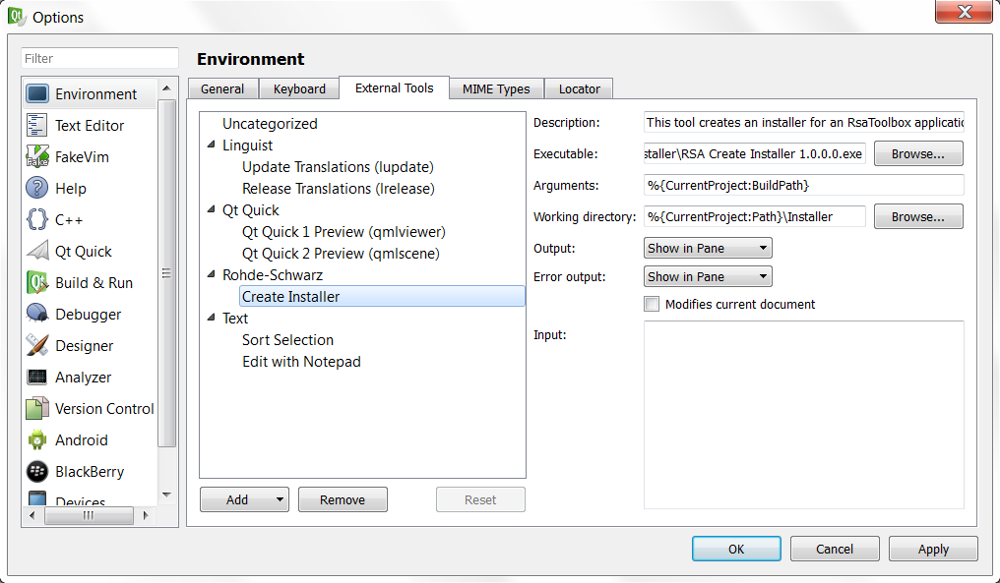 Options
Filter
Environment
Text Editor
FakeVim
Help
C++
Qt Quick
Build & Run
Debugger
Designer
Analyzer
Version Control
Android
BlackBerry
Devices
Environment
General Keyboard External Tools MIME Types Locator
Uncategorized
Linguist
Update Translations (lupdate)
Release Translations (lrelease)
Qt Quick
Qt Quick 1 Preview (qmlviewer)
Qt Quick 2 Preview (qmlscene)
Rohde-Schwarz
Create Installer
Text
Sort Selection
Edit with Notepad
Add Remove Reset
Description: This tool creates an installer for an RsaToolbox applicatio
Executable: staller\RSA Create Installer 1.0.0.0.exe Browse...
Arguments: %{CurrentProject:BuildPath}
Working directory: %{CurrentProject:Path}\Installer Browse...
Output: Show in Pane
Error output: Show in Pane
Modifies current document
Input:
OK Cancel Apply